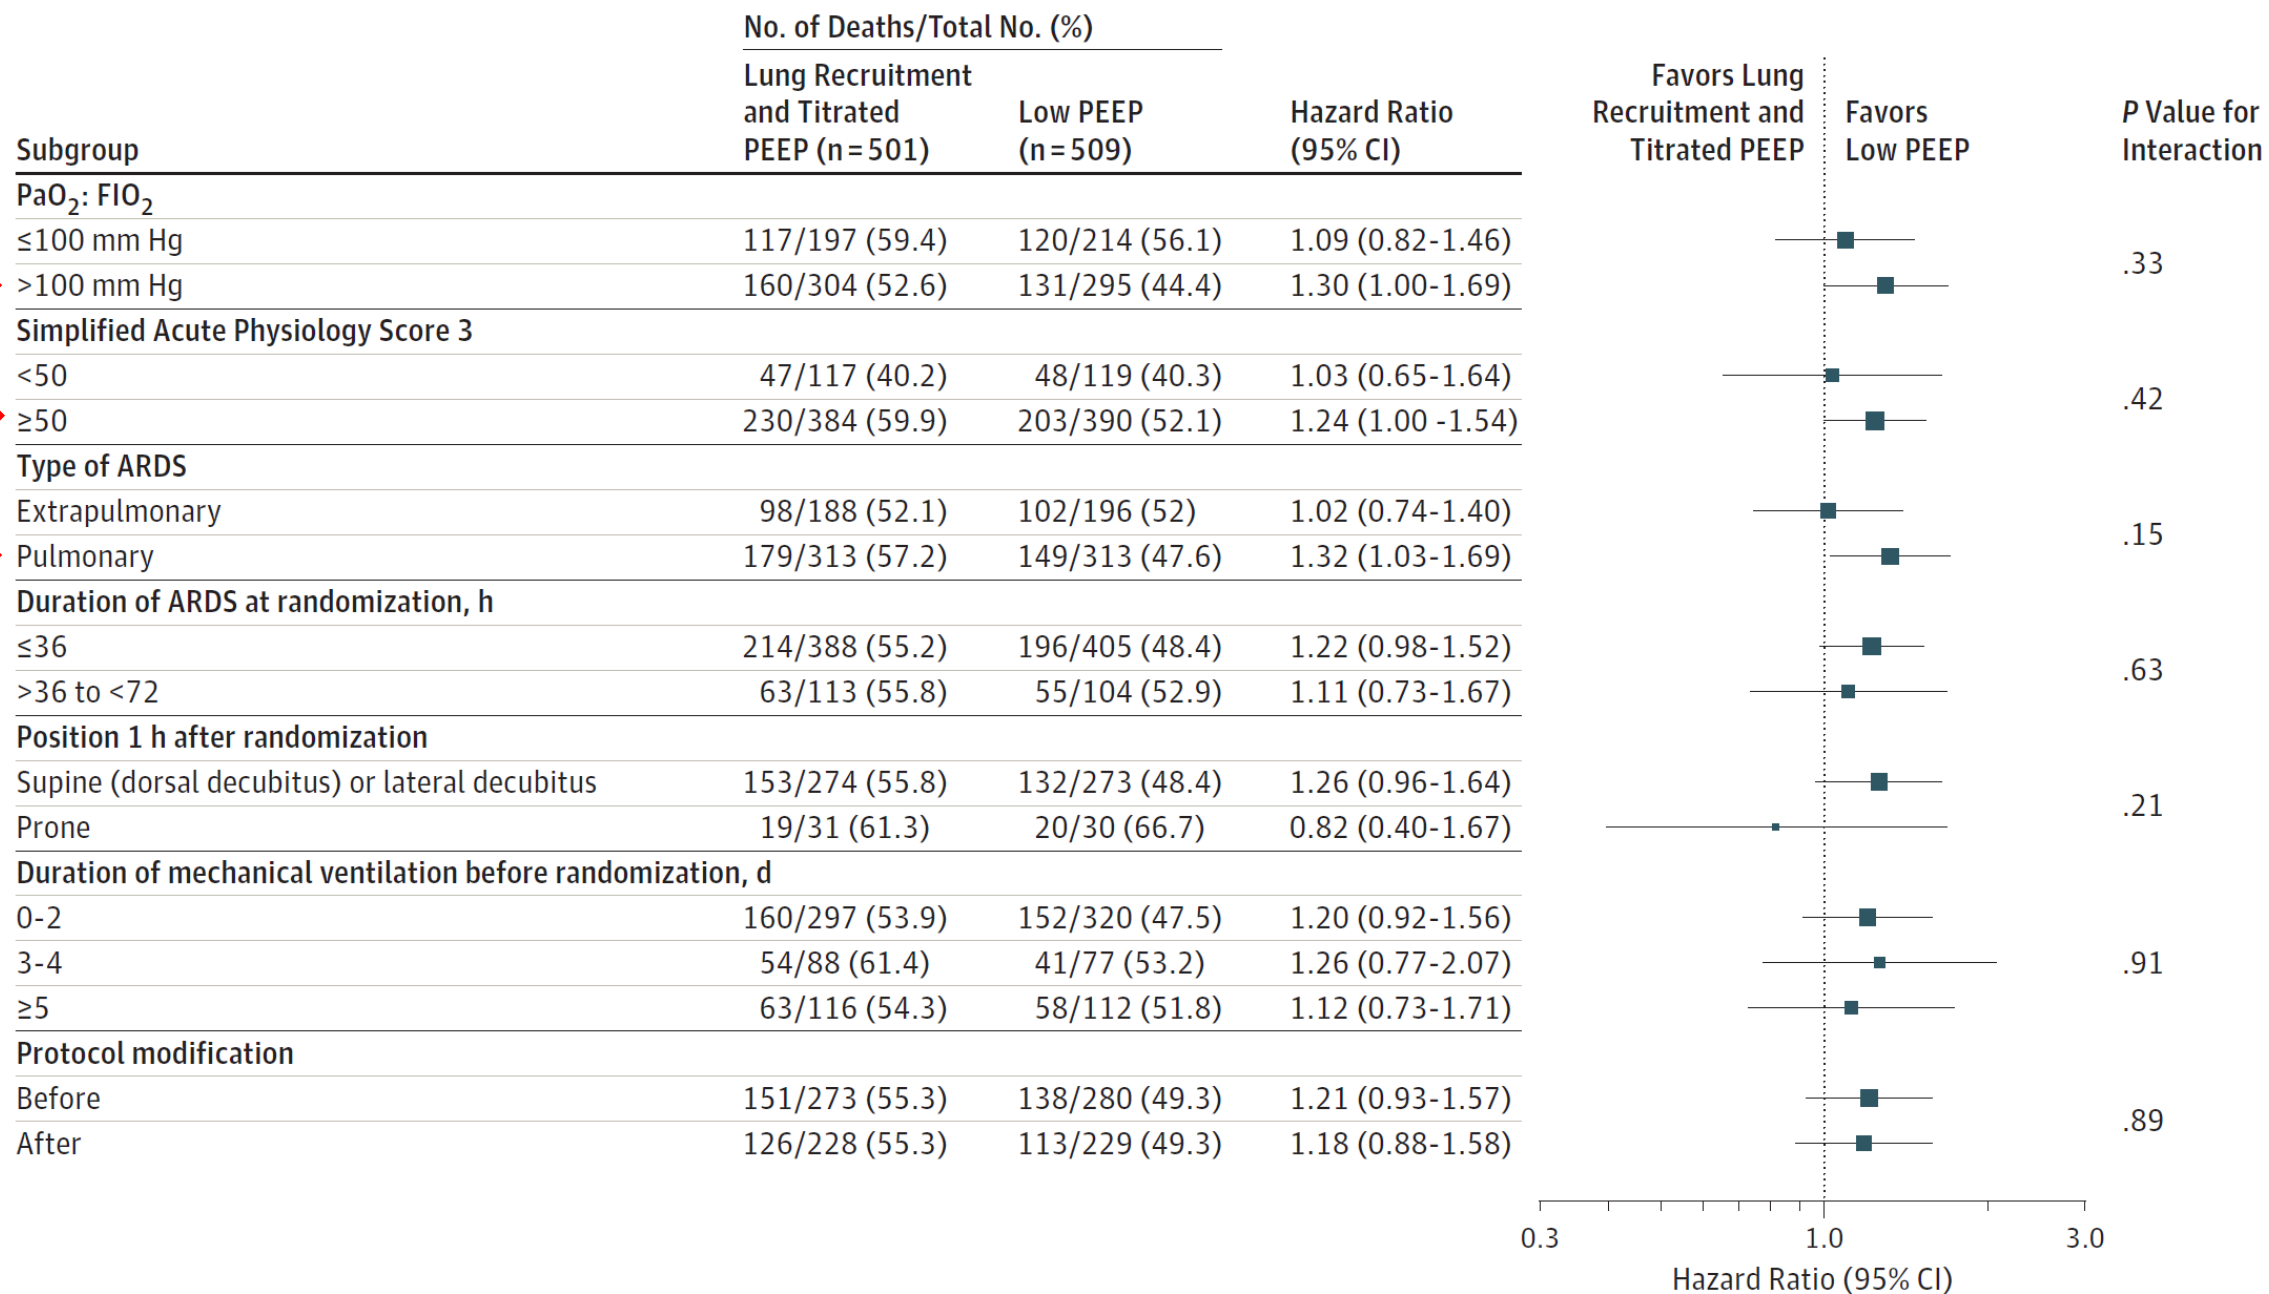 No. of Deaths/Total No. (%)
Lung Recruitment and Titrated PEEP (n = 501) Low PEEP (n = 509) Hazard Ratio (95% CI) Favors Lung Recruitment and Titrated PEEP Favors Low PEEP P Value for Interaction
Subgroup
PaO2: FIO2
≤100 mm Hg 117/197 (59.4) 120/214 (56.1) 1.09 (0.82-1.46)
.33
>100 mm Hg 160/304 (52.6) 131/295 (44.4) 1.30 (1.00-1.69)
Simplified Acute Physiology Score 3
<50 47/117 (40.2) 48/119 (40.3) 1.03 (0.65-1.64)
.42
≥50 230/384 (59.9) 203/390 (52.1) 1.24 (1.00 -1.54)
Type of ARDS
Extrapulmonary 98/188 (52.1) 102/196 (52) 1.02 (0.74-1.40)
.15
Pulmonary 179/313 (57.2) 149/313 (47.6) 1.32 (1.03-1.69)
Duration of ARDS at randomization, h
≤36 214/388 (55.2) 196/405 (48.4) 1.22 (0.98-1.52)
.63
>36 to <72 63/113 (55.8) 55/104 (52.9) 1.11 (0.73-1.67)
Position 1 h after randomization
Supine (dorsal decubitus) or lateral decubitus 153/274 (55.8) 132/273 (48.4) 1.26 (0.96-1.64)
.21
Prone 19/31 (61.3) 20/30 (66.7) 0.82 (0.40-1.67)
Duration of mechanical ventilation before randomization, d
0-2 160/297 (53.9) 152/320 (47.5) 1.20 (0.92-1.56)
3-4 54/88 (61.4) 41/77 (53.2) 1.26 (0.77-2.07) .91
≥5 63/116 (54.3) 58/112 (51.8) 1.12 (0.73-1.71)
Protocol modification
Before 151/273 (55.3) 138/280 (49.3) 1.21 (0.93-1.57)
.89
After 126/228 (55.3) 113/229 (49.3) 1.18 (0.88-1.58)
0.3 1.0 3.0
Hazard Ratio (95% CI)